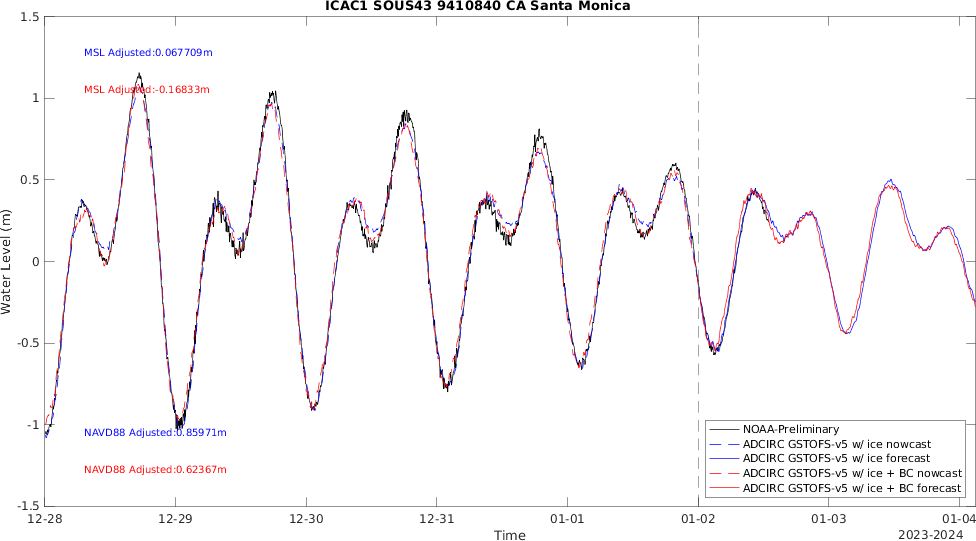 ICAC1 SOUS43 9410840 CA Santa Monica
1.5
MSL Adjusted:0.067709m
1
MSL Adjusted:-0.16833m
0.5
0
Water Level (m)
-0.5
-1
NAVD88 Adjusted:0.85971m
NOAA-Preliminary
ADCIRC GSTOFS-v5 w/ ice nowcast
ADCIRC GSTOFS-v5 w/ ice forecast
NAVD88 Adjusted:0.62367m
ADCIRC GSTOFS-v5 w/ ice + BC nowcast
ADCIRC GSTOFS-v5 w/ ice + BC forecast
-1.5
12-28 12-29 12-30 12-31 01-01 01-02 01-03 01-04
Time
2023-2024